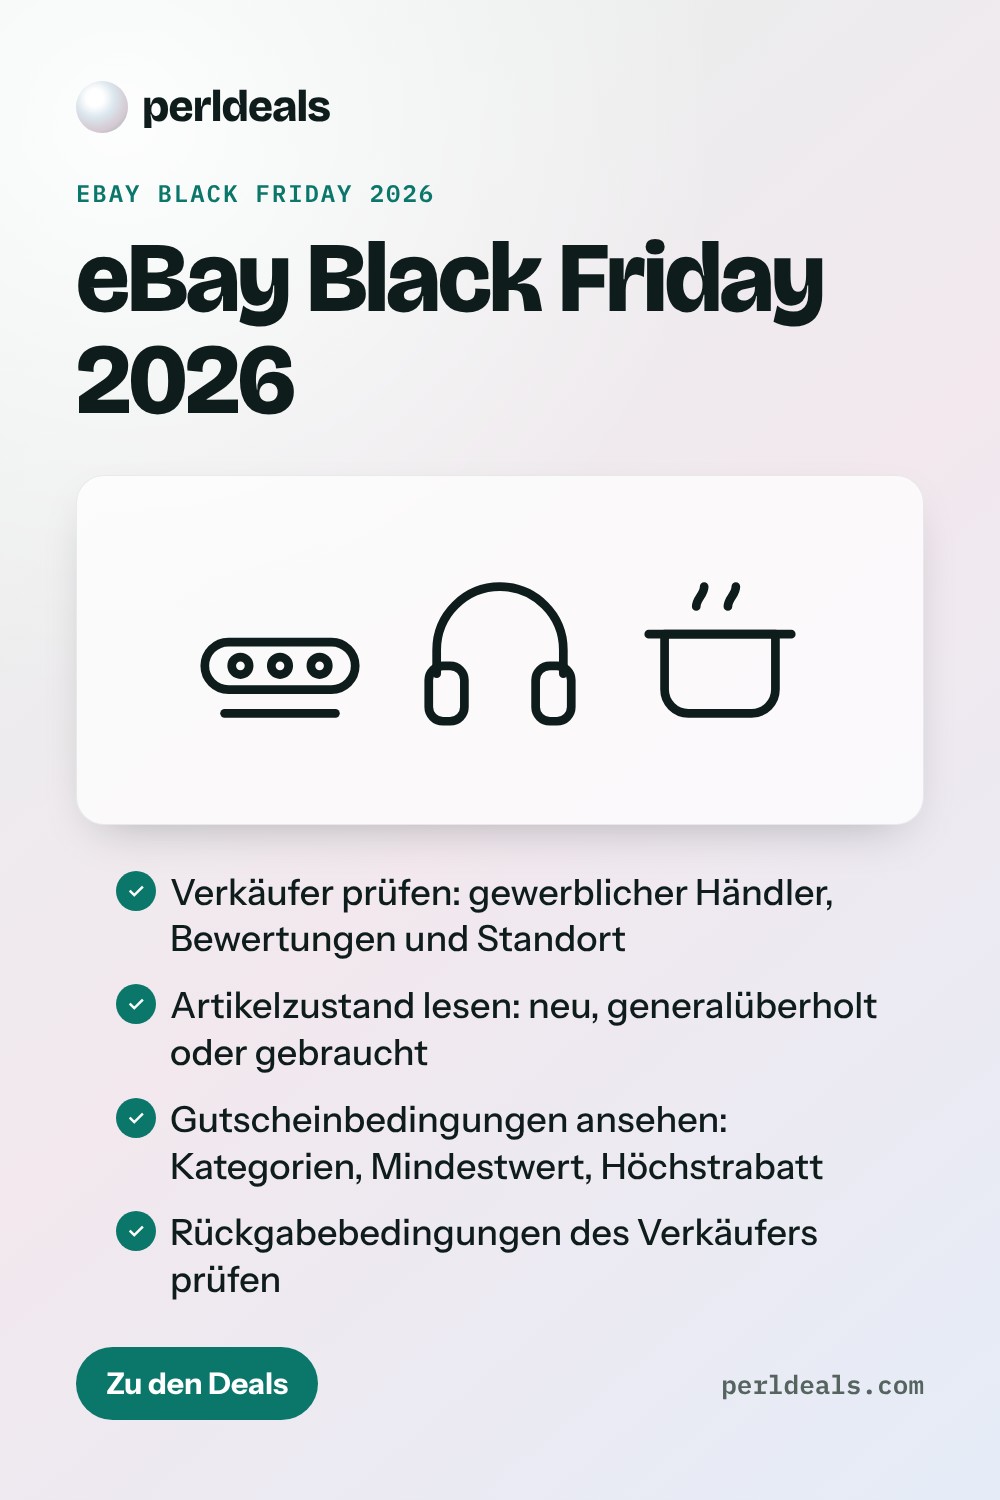 perldeals
EBAY BLACK FRIDAY 2026
eBay Black Friday
2026
Verkäufer prüfen: gewerblicher Händler,
Bewertungen und Standort
Artikelzustand lesen: neu, generalüberholt
oder gebraucht
Gutscheinbedingungen ansehen:
Kategorien, Mindestwert, Höchstrabatt
Rückgabebedingungen des Verkäufers
prüfen
Zu den Deals
perldeals.com